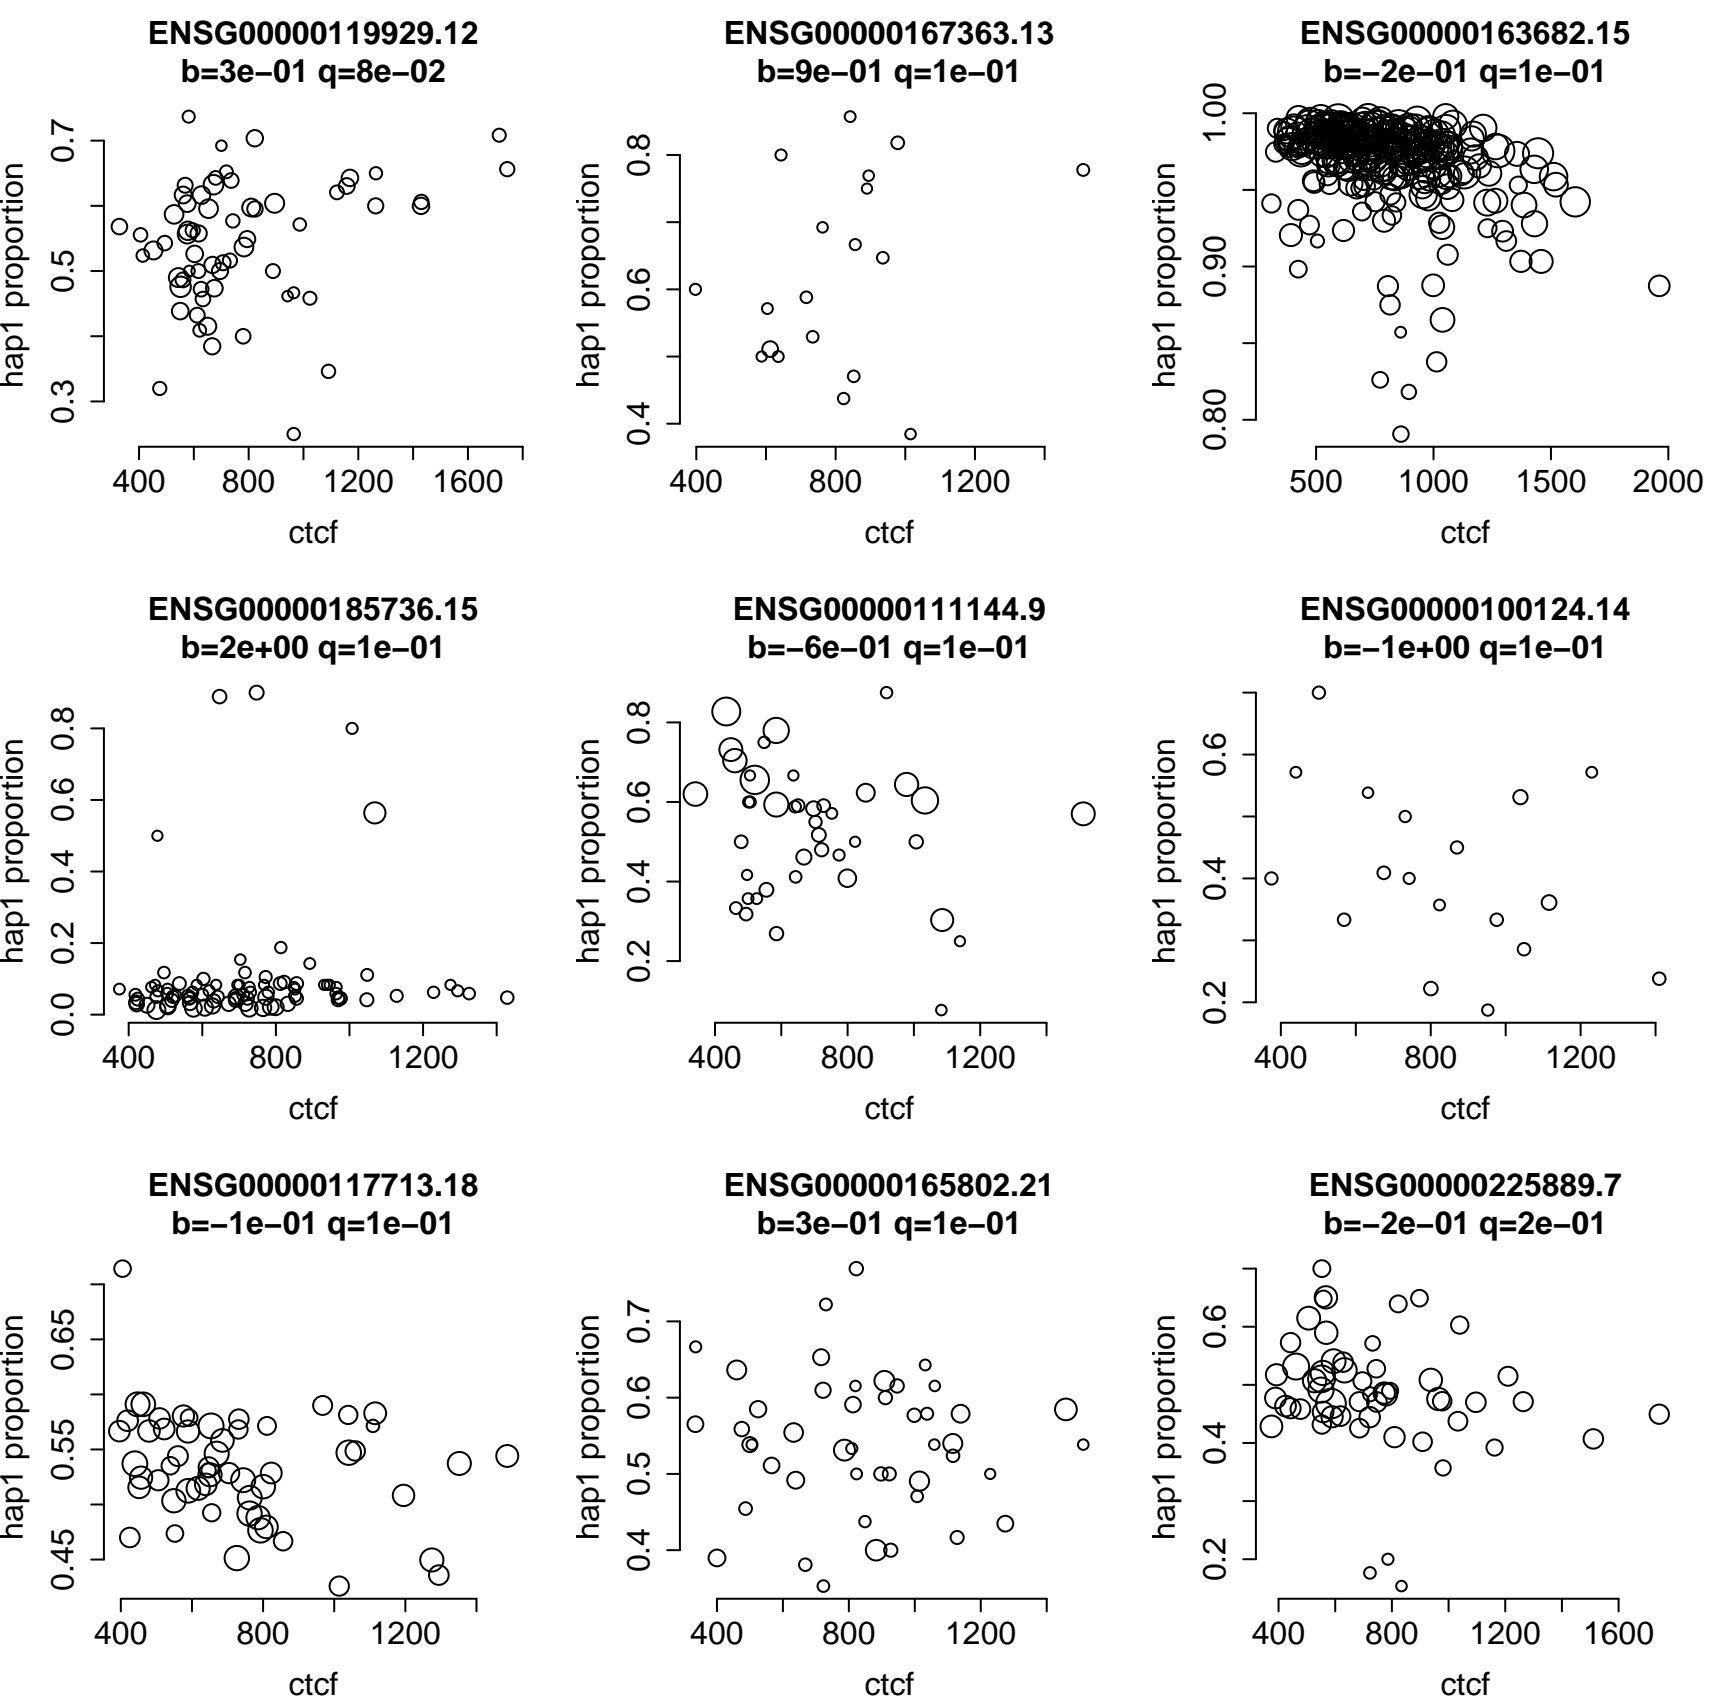 ENSG00000119929.12
b=3e−01 q=8e−02
hap1 proportion
0.3 0.5 0.7
400 800 1200 1600
ctcf
ENSG00000167363.13
b=9e−01 q=1e−01
hap1 proportion
0.4 0.6 0.8
400 800 1200
ctcf
ENSG00000163682.15
b=−2e−01 q=1e−01
hap1 proportion
0.80 0.90 1.00
500 1000 1500 2000
ctcf
ENSG00000185736.15
b=2e+00 q=1e−01
hap1 proportion
0.0 0.2 0.4 0.6 0.8
400 800 1200
ctcf
ENSG00000111144.9
b=−6e−01 q=1e−01
hap1 proportion
0.2 0.4 0.6 0.8
400 800 1200
ctcf
ENSG00000100124.14
b=−1e+00 q=1e−01
hap1 proportion
0.2 0.4 0.6
400 800 1200
ctcf
ENSG00000117713.18
b=−1e−01 q=1e−01
hap1 proportion
0.45 0.55 0.65
400 800 1200
ctcf
ENSG00000165802.21
b=3e−01 q=1e−01
hap1 proportion
0.4 0.5 0.6 0.7
400 800 1200
ctcf
ENSG00000225889.7
b=−2e−01 q=2e−01
hap1 proportion
0.2 0.4 0.6
400 800 1200 1600
ctcf